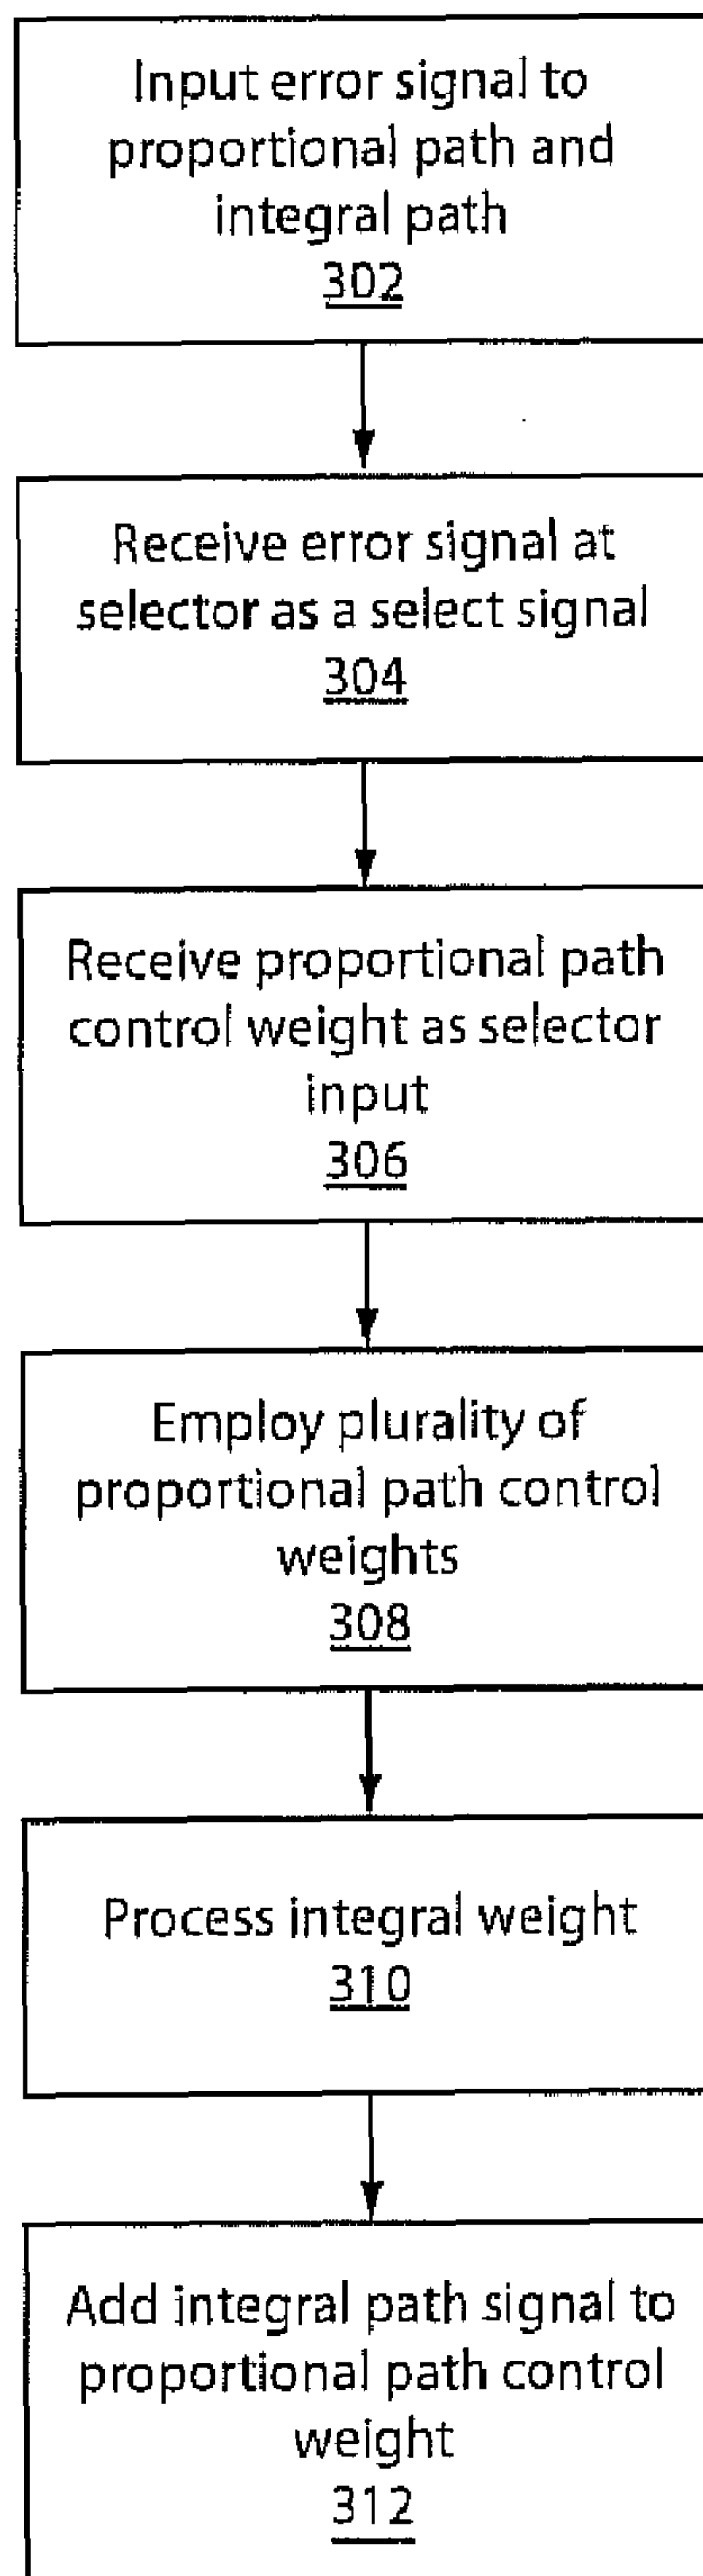 Input error signal to
proportional path and
integral path
302
Receive error signal at
selector as a select signal
304
Receive proportional path
control weight as selector
input
306
Employ plurality of
proportional path control
weights
308
Process integral weight
310
Add integral path signal to
proportional path control
weight
312